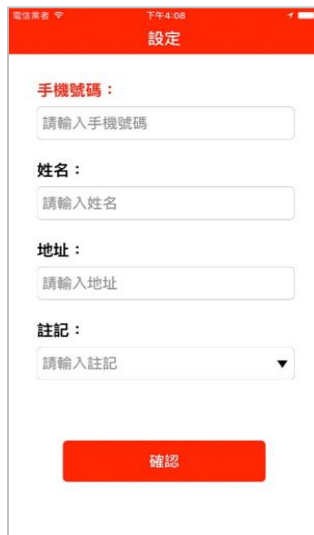 電信業者 下午4:08
設定
手機號碼：
請輸入手機號碼
姓名：
請輸入姓名
地址：
請輸入地址
註記：
請輸入註記
確認